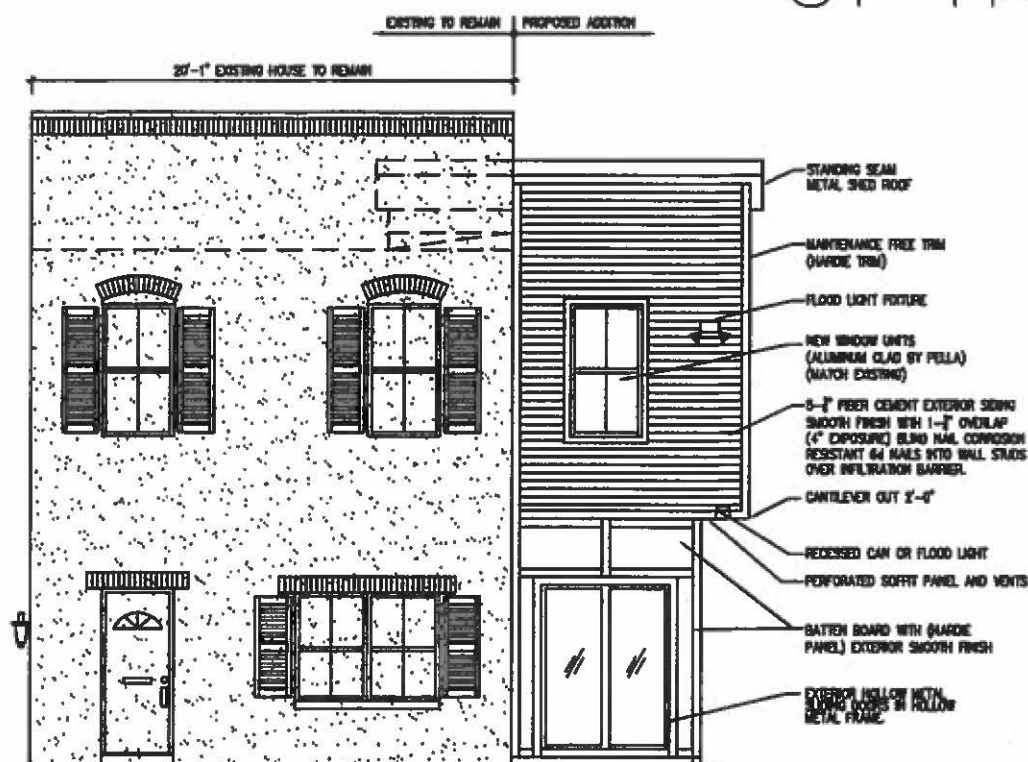 EXISTING TO REMAIN PROPOSED ADDITION
20'-1" EXISTING HOUSE TO REMAIN
STANDING SEAM
METAL SHED ROOF
MAINTENANCE FREE TRIM
(HARDIE TRIM)
FLOOD LIGHT FIXTURE
NEW WINDOW UNITS
(ALUMINUM CLAD BY PELLA)
(MATCH EXISTING)
FIBER CEMENT EXTERIOR SIDING
SMOOTH FINISH WITH OVERLAP
(4" EXPOSURE) BLIND NAIL CORROSION
RESISTANT 6d NAILS INTO WALL STUDS
OVER INFILTRATION BARRIER.
CANTILEVER OUT 2'-0"
RECESSED CAN OR FLOOD LIGHT
PERFORATED SOFFIT PANEL AND VENTS
BATTEN BOARD WITH (HARDIE
PANEL) EXTERIOR SMOOTH FINISH
EXTERIOR HOLLOW METAL
SLIDING DOORS IN HOLLOW
METAL FRAME.